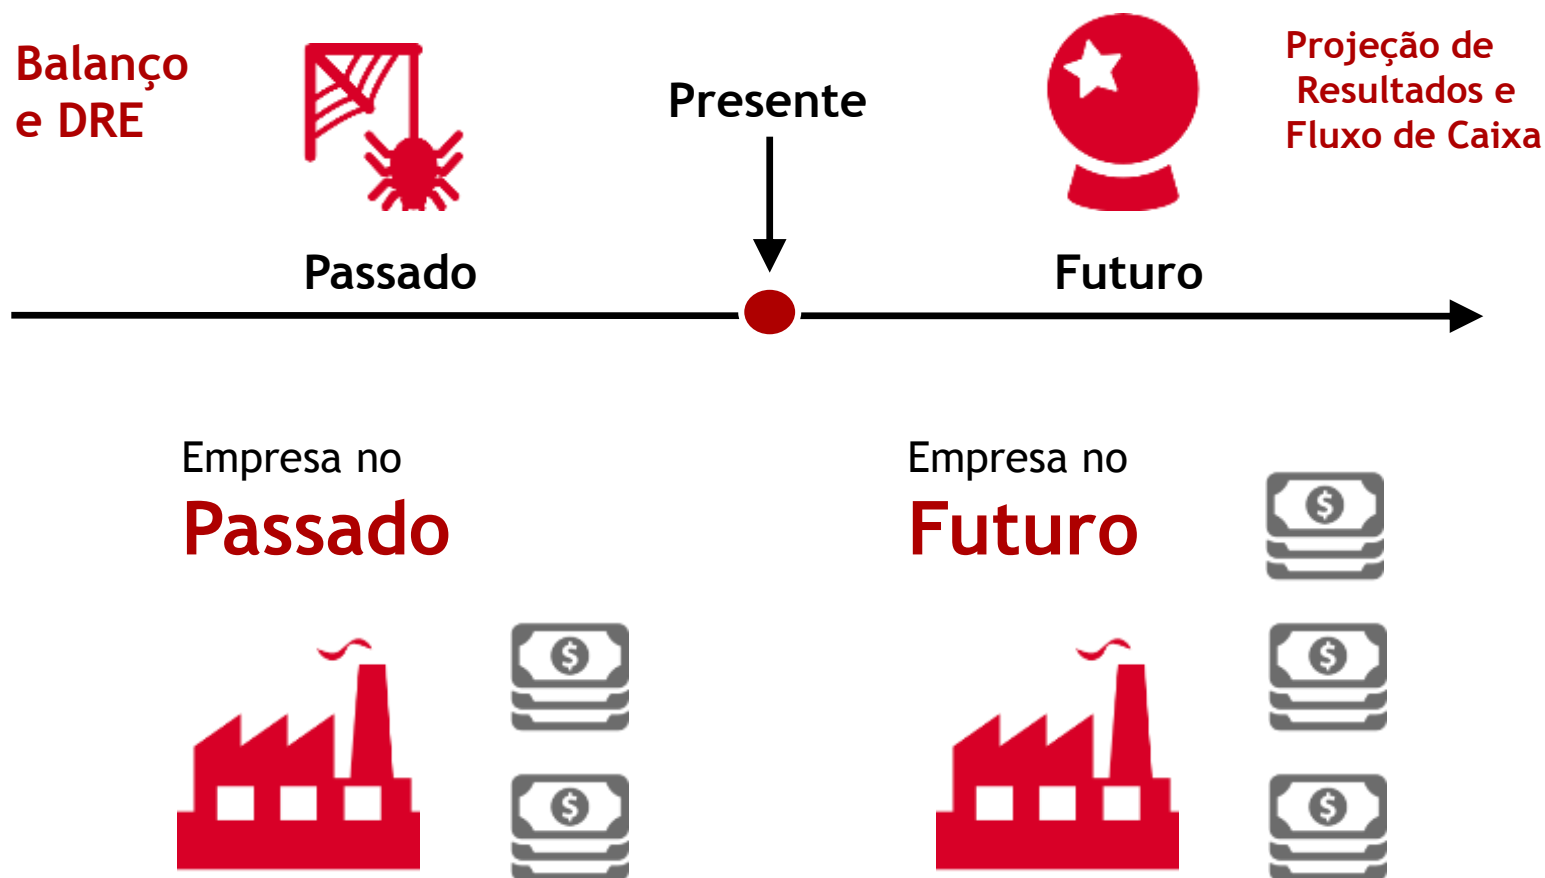 Balanço
e DRE
Presente
Projeção de
Resultados e
Fluxo de Caixa
Passado
Futuro
Empresa no
Passado
Empresa no
Futuro
$
$
$
$
$